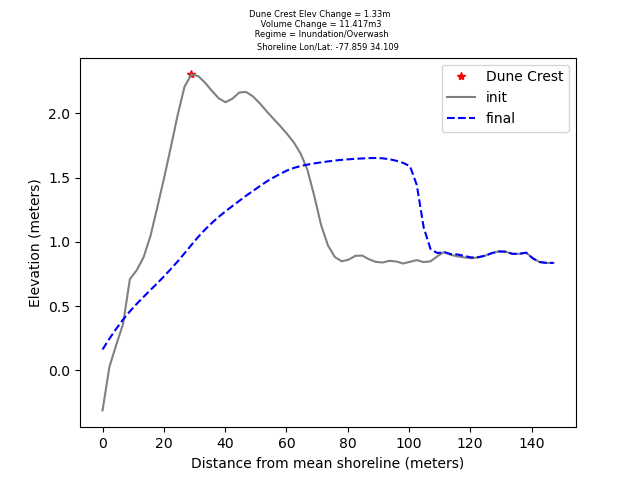 Dune Crest Elev Change = 1.33m
Volume Change = 11.417m3
Regime = Inundation/Overwash
Shoreline Lon/Lat: -77.859 34.109
Dune Crest
init
final
Elevation (meters)
2.0
1.5
1.0
0.5
0.0
0 20 40 60 80 100 120 140
Distance from mean shoreline (meters)